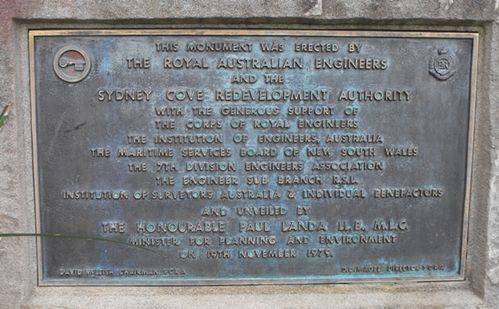 THIS MONUMENT WAS ERECTED BY
THE ROYAL AUSTRALIAN ENGINEERS
AND THE
SYDNEY COVE REDEVELOPMENT AUTHORITY
WITH THE GENEROUS SUPPORT OF
THE CORPS OF ROYAL ENGINEERS
THE INSTITUTION OF ENGINEERS, AUSTRALIA
THE MARITIME SERVICES BOARD OF NEW SOUTH WALES
THE 7TH DIVISION ENGINEERS ASSOCIATION
THE ENGINEER SUB BRANCH R.S.L.
INSTITUTION OF SURVEYORS AUSTRALIA & INDIVIDUAL BENEFACTORS
AND UNVEILED BY
THE HONOURABLE PAUL LANDA LL.B., M.L.C.
MINISTER FOR PLANNING AND ENVIRONMENT
ON 19TH NOVEMBER 1979.
DAVID CHAIRMAN S.C.R.A.
DIRECTOR S.C.R.A.